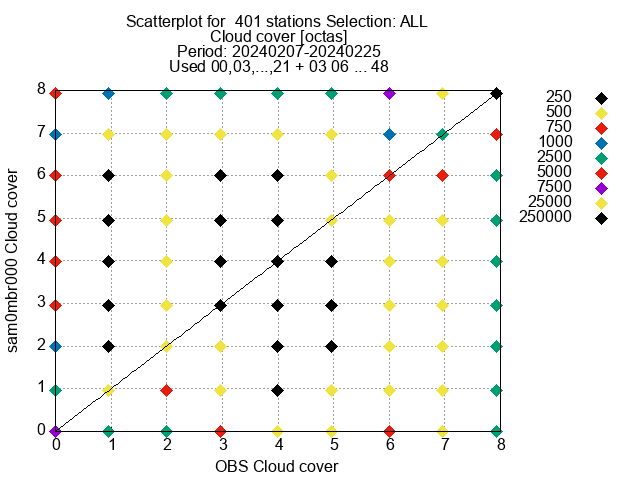 Scatterplot for  401 stations Selection: ALL
Cloud cover [octas]
Period: 20240207-20240225
Used 00,03,...,21 + 03 06 ... 48
8
7
6
5
4
3
2
1
0
sam0mbr000 Cloud cover
0 1 2 3 4 5 6 7 8
OBS Cloud cover
250
500
750
1000
2500
5000
7500
25000
250000